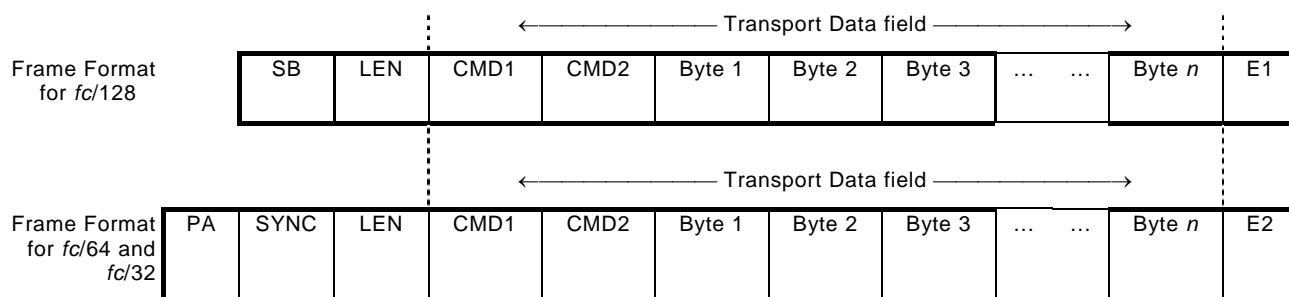 Transport Data field
Frame Format for fc/128
SB LEN CMD1 CMD2 Byte 1 Byte 2 Byte 3 … … Byte n E1
Transport Data field
Frame Format for fc/64 and fc/32
PA SYNC LEN CMD1 CMD2 Byte 1 Byte 2 Byte 3 … … Byte n E2